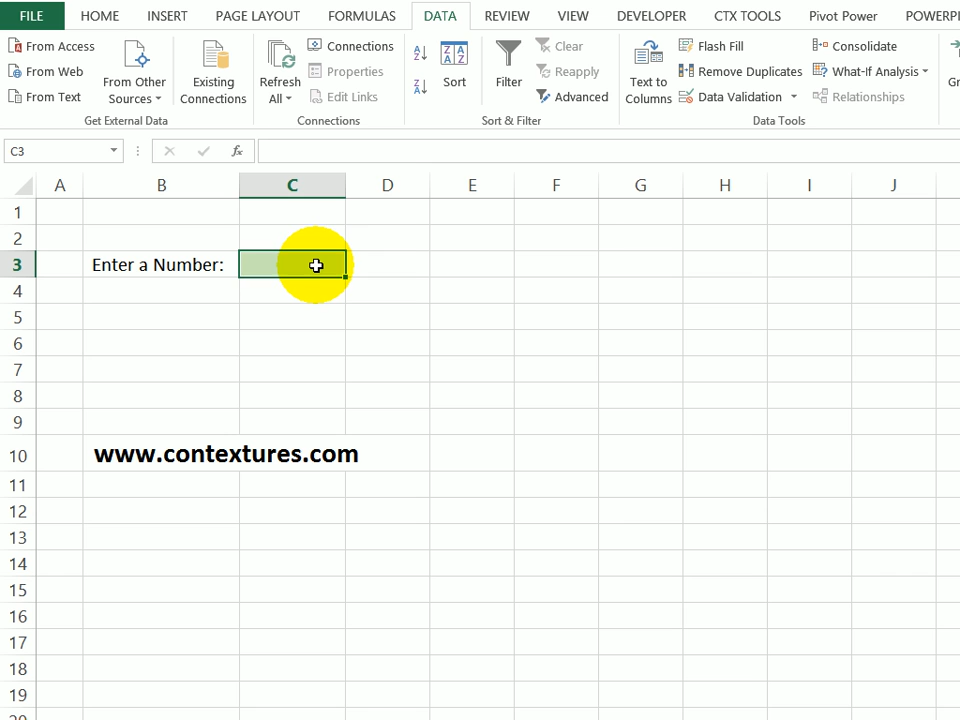 FILE HOME INSERT PAGE LAYOUT FORMULAS DATA REVIEW VIEW DEVELOPER CTX TOOLS Pivot Power
From Access
From Web
From Text
From Other
Sources
Existing
Connections
Get External Data
Refresh
All
Connections
Properties
Edit Links
Connections
A Z
Z A
Z A
A Z
Sort
Filter
Clear
Reapply
Advanced
Sort & Filter
Text to
Columns
Flash Fill
Remove Duplicates
Data Validation
Consolidate
What-If Analysis
Relationships
Data Tools
C3
fx
A B C D E F G H I J
1
2
3 Enter a Number:
4
5
6
7
8
9
10 www.contextures.com
11
12
13
14
15
16
17
18
19